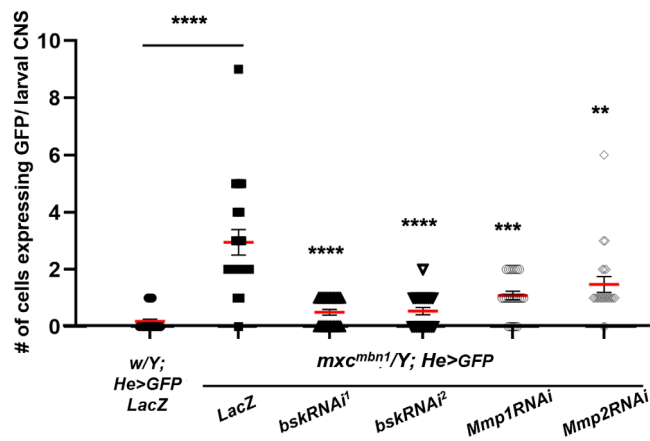 ****
10
8
6
4
2
0
# of cells expressing GFP/ larval CNS
****
****
***
**
w/Y;
He>GFP
LacZ
mxcᵐᵇⁿ¹/Y; He>GFP
LacZ
bskRNAi¹
bskRNAi²
Mmp1RNAi
Mmp2RNAi